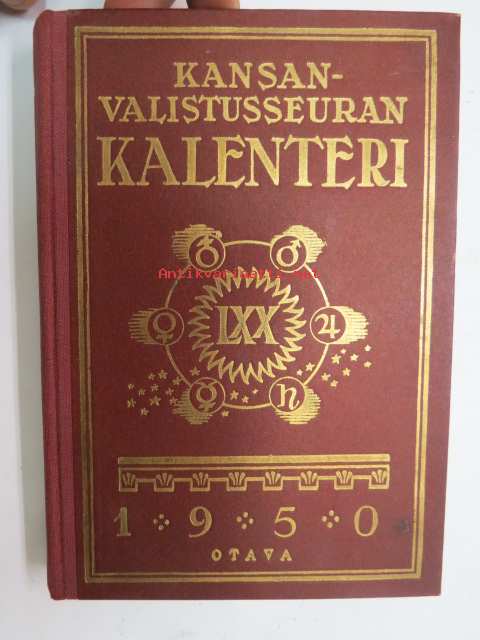 KANSAN-
VALISTUSSEURAN
KALENTERI
Antikvariaatti.net
LXX
1 9 5 0
OTAVA